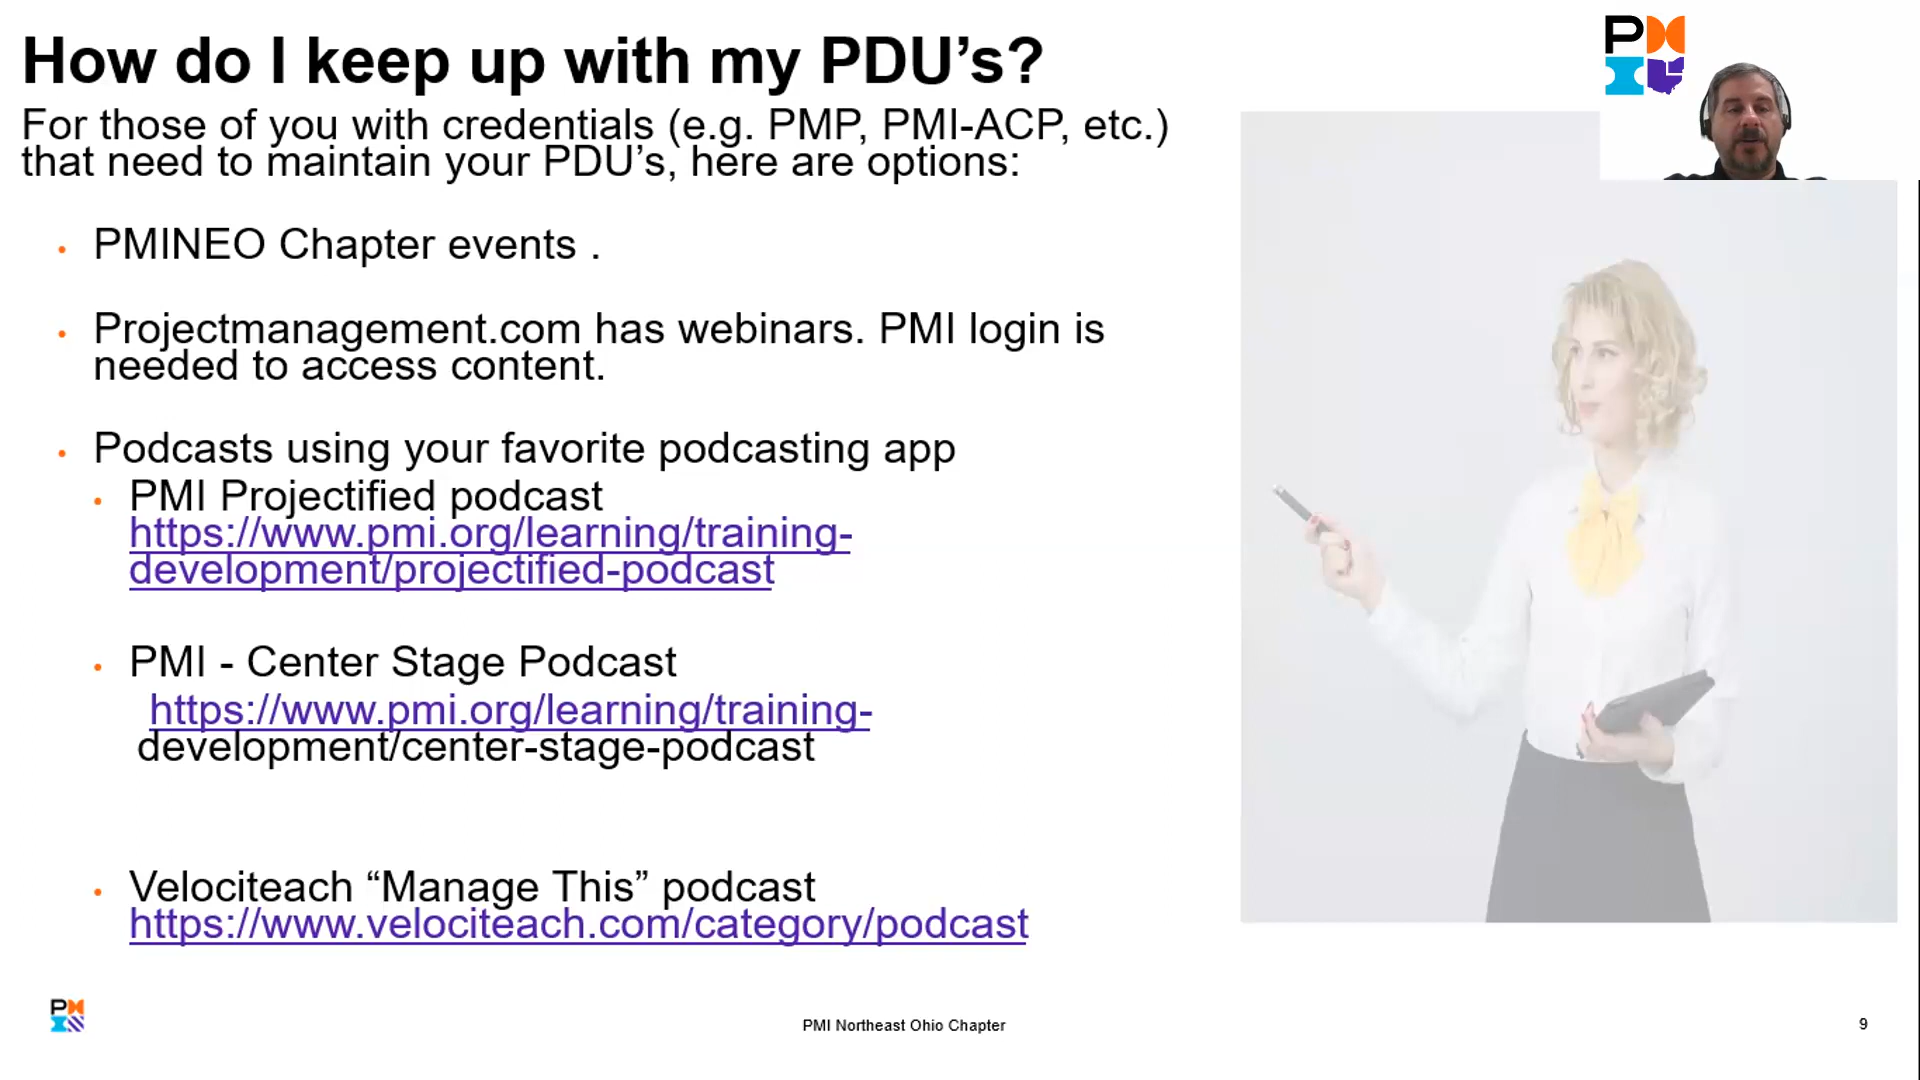 How do I keep up with my PDU’s?
For those of you with credentials (e.g. PMP, PMI-ACP, etc.)
that need to maintain your PDU’s, here are options:
• PMINEO Chapter events .
• Projectmanagement.com has webinars. PMI login is
needed to access content.
• Podcasts using your favorite podcasting app
• PMI Projectified podcast
https://www.pmi.org/learning/training-
development/projectified-podcast
• PMI - Center Stage Podcast
https://www.pmi.org/learning/training-
development/center-stage-podcast
• Velociteach “Manage This” podcast
https://www.velociteach.com/category/podcast
PMI Northeast Ohio Chapter
9